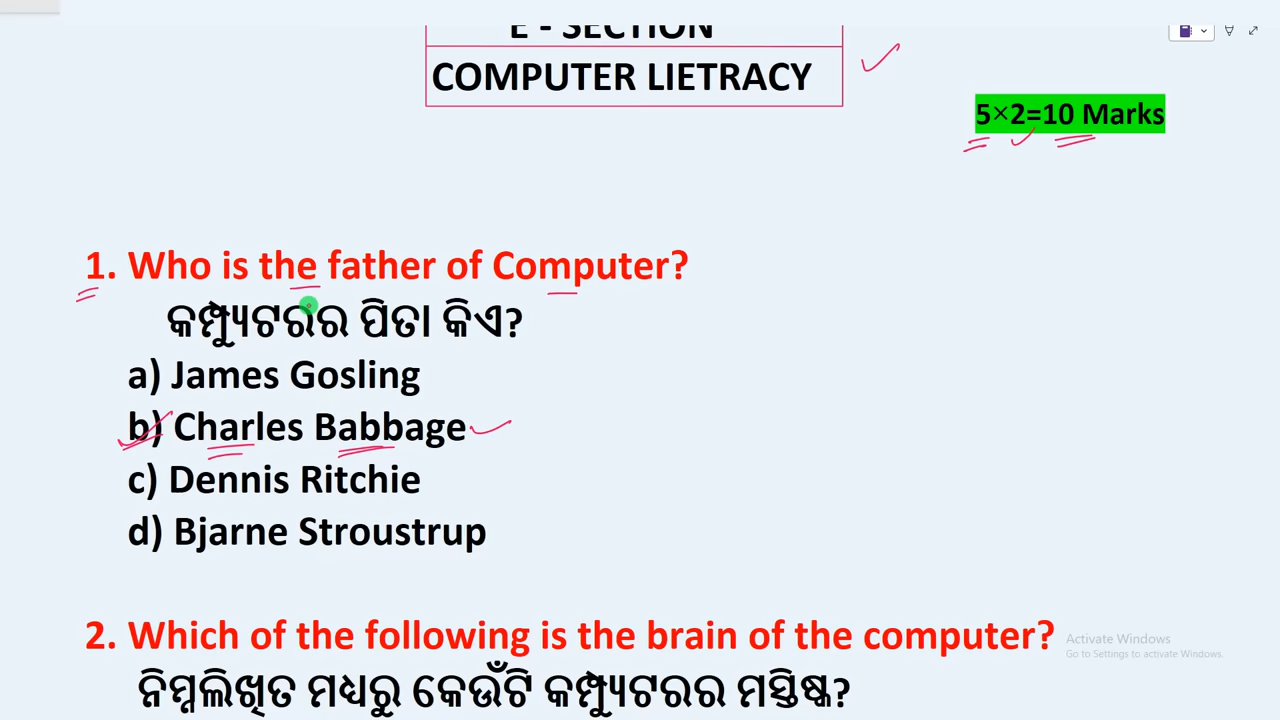 E - SECTION
COMPUTER LIETRACY
5×2=10 Marks
1. Who is the father of Computer?
କମ୍ପ୍ୟୁଟରର ପିତା କିଏ?
a) James Gosling
b) Charles Babbage
c) Dennis Ritchie
d) Bjarne Stroustrup
2. Which of the following is the brain of the computer?
ନିମ୍ନଲିଖିତ ମଧ୍ୟରୁ କେଉଁଟି କମ୍ପ୍ୟୁଟରର ମସ୍ତିଷ୍କ?
Activate Windows
Go to Settings to activate Windows.